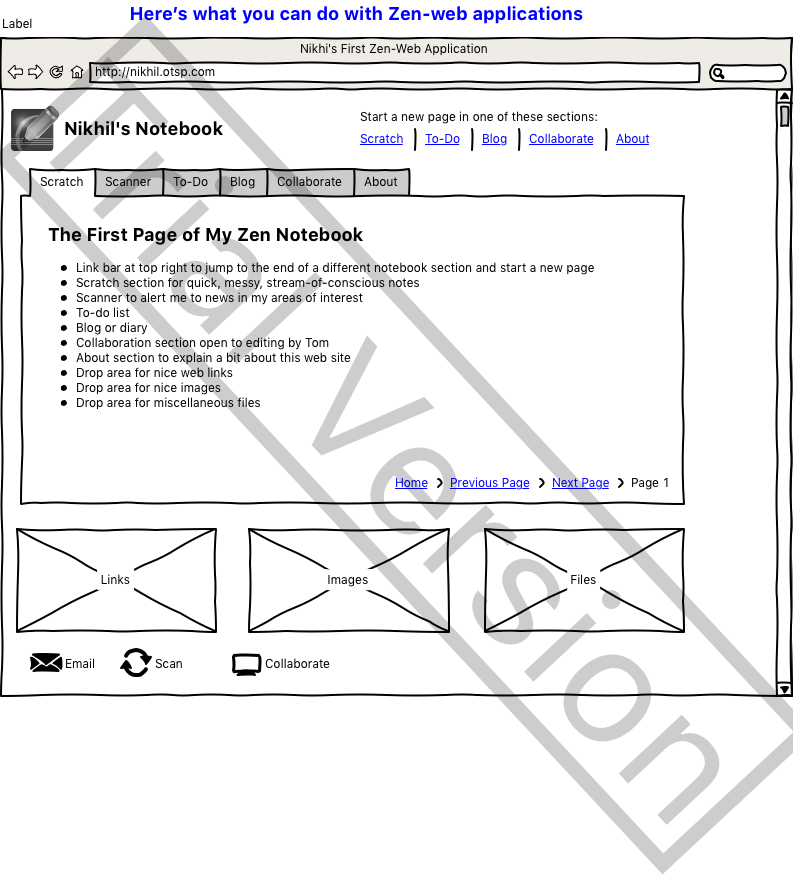 Here's what you can do with Zen-web applications
Label
Nikhi's First Zen-Web Application
http://nikhil.otsp.com
Nikhil's Notebook
Start a new page in one of these sections:
Scratch To-Do Blog Collaborate About
Scratch Scanner To-Do Blog Collaborate About
The First Page of My Zen Notebook
Link bar at top right to jump to the end of a different notebook section and start a new page
Scratch section for quick, messy, stream-of-conscious notes
Scanner to alert me to news in my areas of interest
To-do list
Blog or diary
Collaboration section open to editing by Tom
About section to explain a bit about this web site
Drop area for nice web links
Drop area for nice images
Drop area for miscellaneous files
Home Previous Page Next Page Page 1
Links Images Files
Email Scan Collaborate
Trial Version